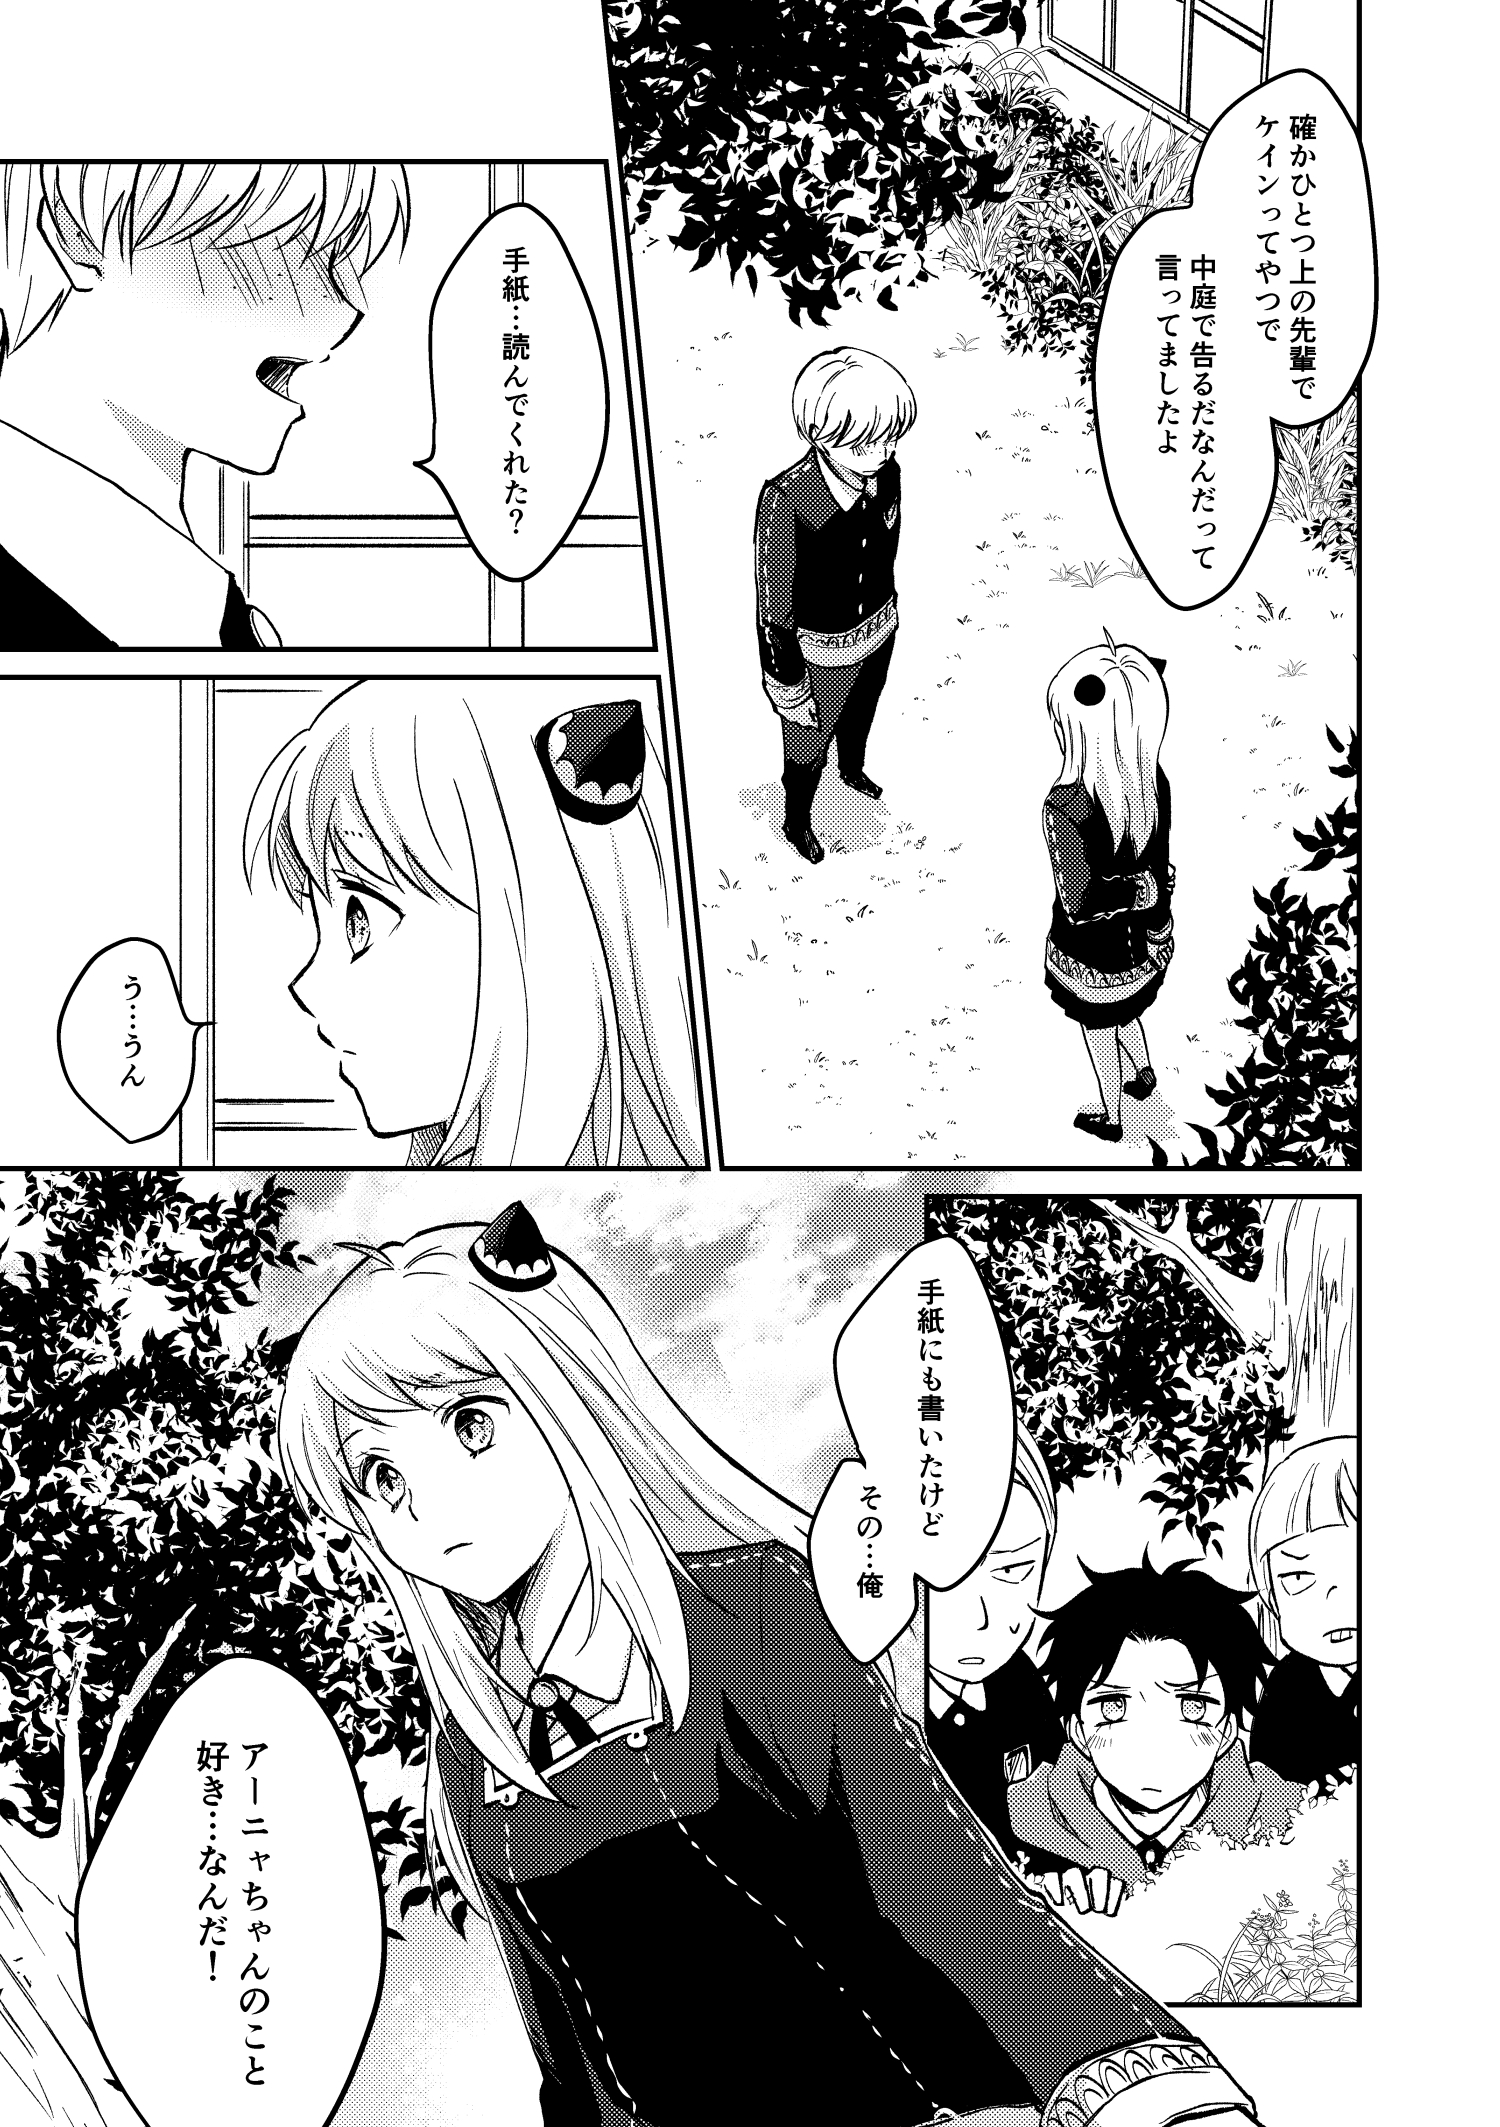 確かひとつ上の先輩で
ケインってやつで
中庭で告るだなんだって
言ってましたよ
手紙…読んでくれた？
う…うん
手紙にも書いたけど
その…俺
アーニャちゃんのこと
好き…なんだ！